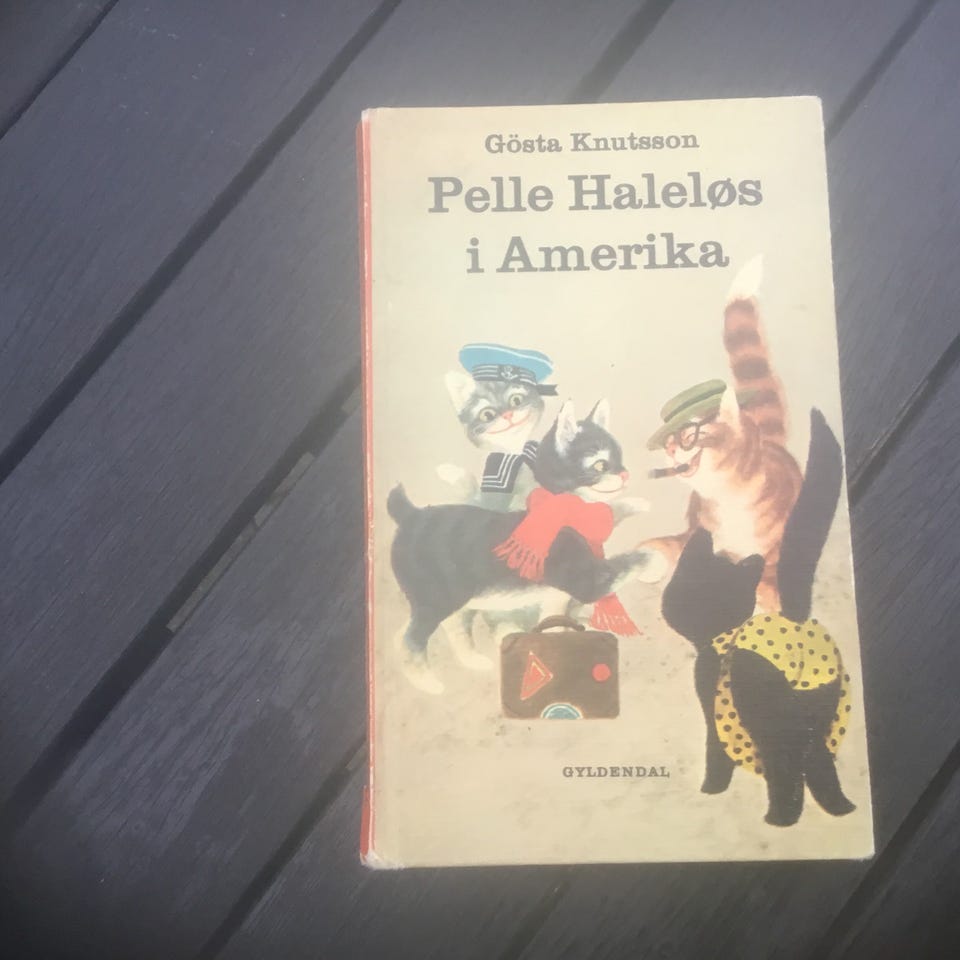 Gösta Knutsson
Pelle Haleløs
i Amerika
GYLDENDAL